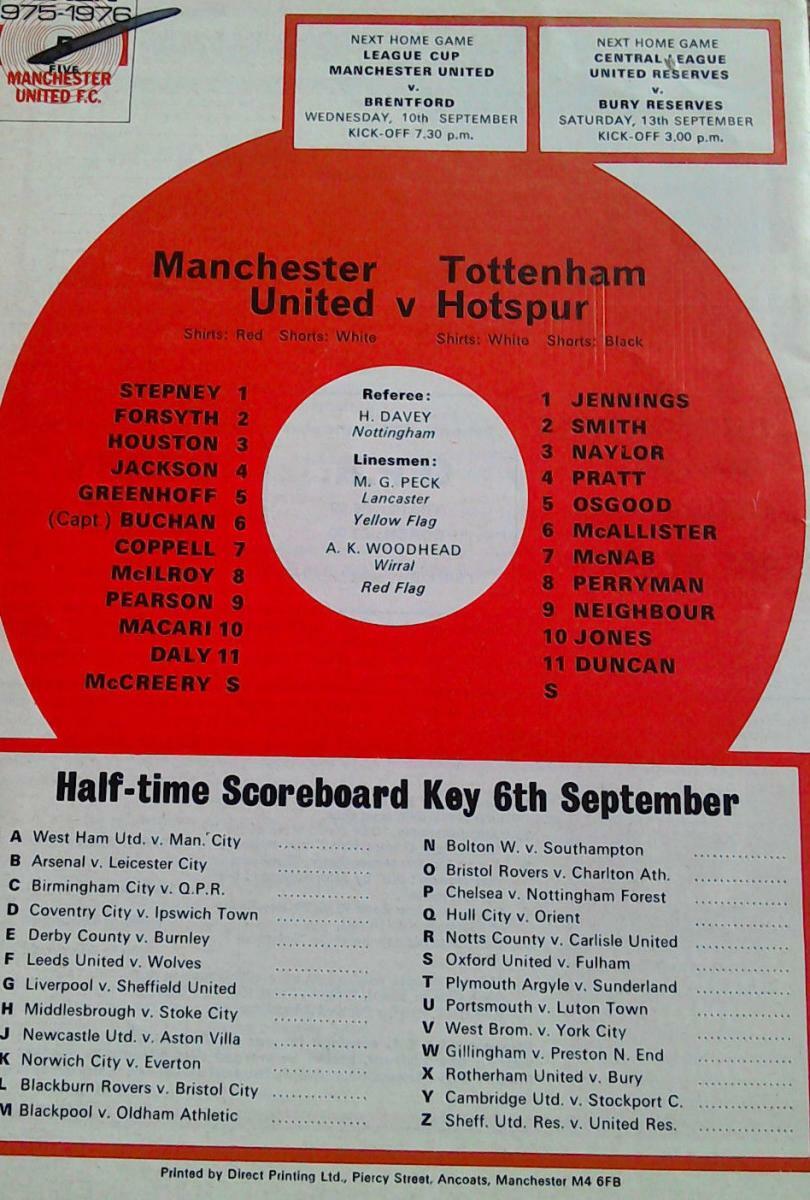 975-1976
FIVE
MANCHESTER
UNITED F.C.
NEXT HOME GAME
LEAGUE CUP
MANCHESTER UNITED
v.
BRENTFORD
WEDNESDAY, 10th SEPTEMBER
KICK-OFF 7.30 p.m.
NEXT HOME GAME
CENTRAL LEAGUE
UNITED RESERVES
v.
BURY RESERVES
SATURDAY, 13th SEPTEMBER
KICK-OFF 3.00 p.m.
Manchester Tottenham
United v Hotspur
Shirts: Red Shorts: White Shirts: White Shorts: Black
STEPNEY 1
FORSYTH 2
HOUSTON 3
JACKSON 4
GREENHOFF 5
(Capt.) BUCHAN 6
COPPELL 7
McILROY 8
PEARSON 9
MACARI 10
DALY 11
McCREERY S
Referee:
H. DAVEY
Nottingham
Linesmen:
M. G. PECK
Lancaster
Yellow Flag
A. K. WOODHEAD
Wirral
Red Flag
1 JENNINGS
2 SMITH
3 NAYLOR
4 PRATT
5 OSGOOD
6 McALLISTER
7 McNAB
8 PERRYMAN
9 NEIGHBOUR
10 JONES
11 DUNCAN
S
Half-time Scoreboard Key 6th September
A West Ham Utd. v. Man. City ..............
B Arsenal v. Leicester City ..............
C Birmingham City v. Q.P.R. ..............
D Coventry City v. Ipswich Town ..............
E Derby County v. Burnley ..............
F Leeds United v. Wolves ..............
G Liverpool v. Sheffield United ..............
H Middlesbrough v. Stoke City ..............
J Newcastle Utd. v. Aston Villa ..............
K Norwich City v. Everton ..............
L Blackburn Rovers v. Bristol City ..............
M Blackpool v. Oldham Athletic ..............
N Bolton W. v. Southampton ..............
O Bristol Rovers v. Charlton Ath. ..............
P Chelsea v. Nottingham Forest ..............
Q Hull City v. Orient ..............
R Notts County v. Carlisle United ..............
S Oxford United v. Fulham ..............
T Plymouth Argyle v. Sunderland ..............
U Portsmouth v. Luton Town ..............
V West Brom. v. York City ..............
W Gillingham v. Preston N. End ..............
X Rotherham United v. Bury ..............
Y Cambridge Utd. v. Stockport C. ..............
Z Sheff. Utd. Res. v. United Res. ..............
Printed by Direct Printing Ltd., Piercy Street, Ancoats, Manchester M4 6FB